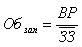 Об зап = ВР / ЗЗ